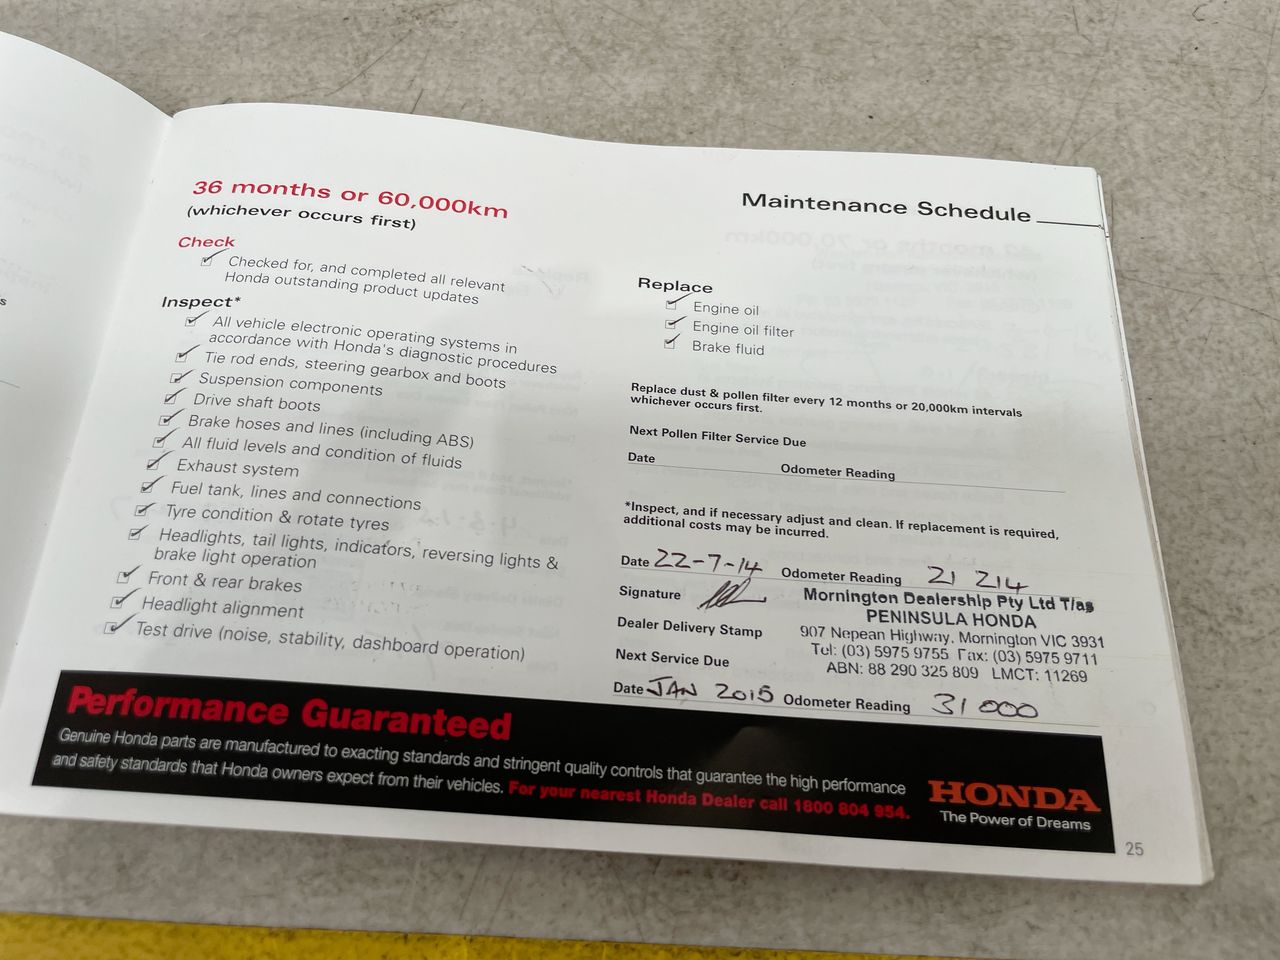 36 months or 60,000km
(whichever occurs first)
Check
Checked for, and completed all relevant
Honda outstanding product updates
Inspect*
All vehicle electronic operating systems in
accordance with Honda's diagnostic procedures
Tie rod ends, steering gearbox and boots
Suspension components
Drive shaft boots
Brake hoses and lines (including ABS)
All fluid levels and condition of fluids
Exhaust system
Fuel tank, lines and connections
Tyre condition & rotate tyres
Headlights, tail lights, indicators, reversing lights &
brake light operation
Front & rear brakes
Headlight alignment
Test drive (noise, stability, dashboard operation)
Maintenance Schedule
Replace
Engine oil
Engine oil filter
Brake fluid
Replace dust & pollen filter every 12 months or 20,000km intervals
whichever occurs first.
Next Pollen Filter Service Due
Date Odometer Reading
*Inspect, and if necessary adjust and clean. If replacement is required,
additional costs may be incurred.
Date 22-7-14 Odometer Reading 21 214
Signature
Mornington Dealership Pty Ltd T/as
PENINSULA HONDA
Dealer Delivery Stamp
907 Nepean Highway, Mornington VIC 3931
Tel: (03) 5975 9755 Fax: (03) 5975 9711
ABN: 88 290 325 809 LMCT: 11269
Next Service Due
Date JAN 2015 Odometer Reading 31 000
Performance Guaranteed
Genuine Honda parts are manufactured to exacting standards and stringent quality controls that guarantee the high performance
and safety standards that Honda owners expect from their vehicles. For your nearest Honda Dealer call 1800 804 954.
HONDA
The Power of Dreams
25